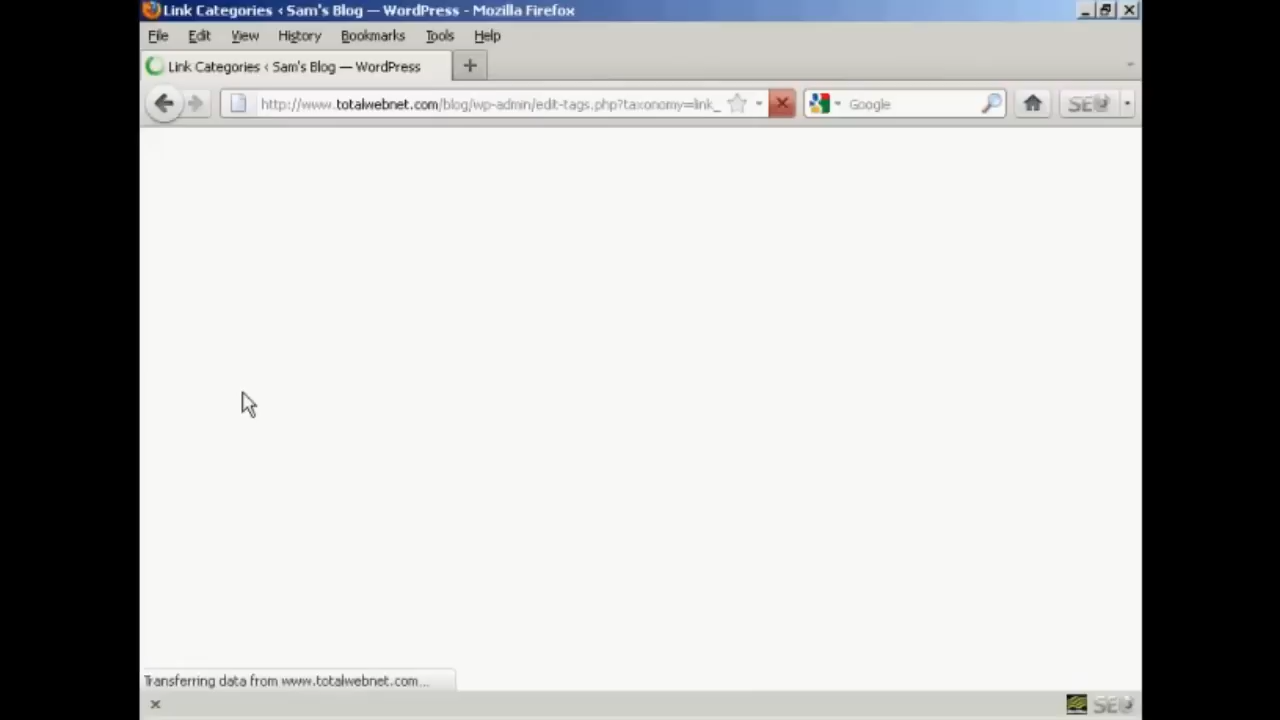 Link Categories ‹ Sam's Blog — WordPress - Mozilla Firefox
File Edit View History Bookmarks Tools Help
Link Categories ‹ Sam's Blog — WordPress
http://www.totalwebnet.com/blog/wp-admin/edit-tags.php?taxonomy=link_ Google SEO
Transferring data from www.totalwebnet.com...
SEO